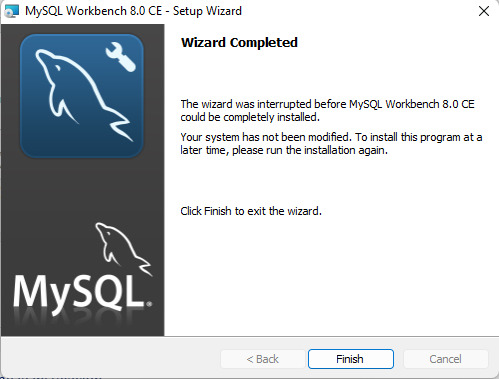 MySQL Workbench 8.0 CE - Setup Wizard
Wizard Completed
The wizard was interrupted before MySQL Workbench 8.0 CE
could be completely installed.
Your system has not been modified. To install this program at a
later time, please run the installation again.
Click Finish to exit the wizard.
MySQL.
< Back
Finish
Cancel